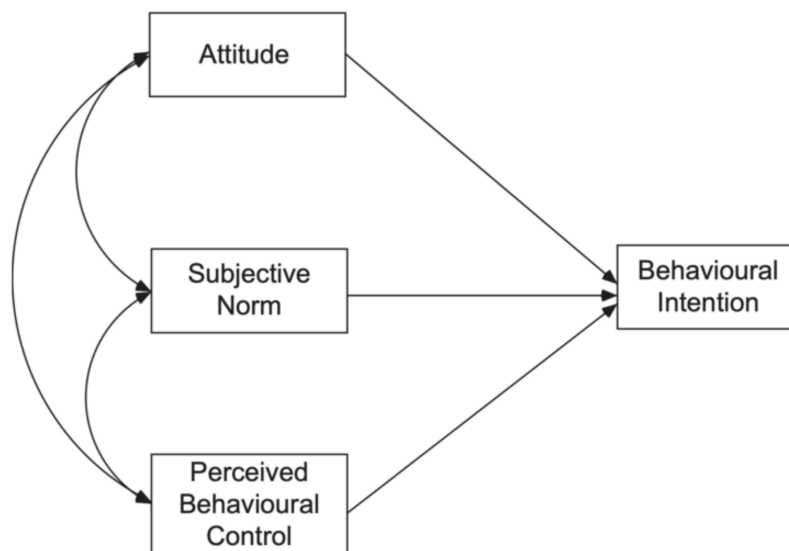 Attitude
Subjective
Norm
Behavioural
Intention
Perceived
Behavioural
Control